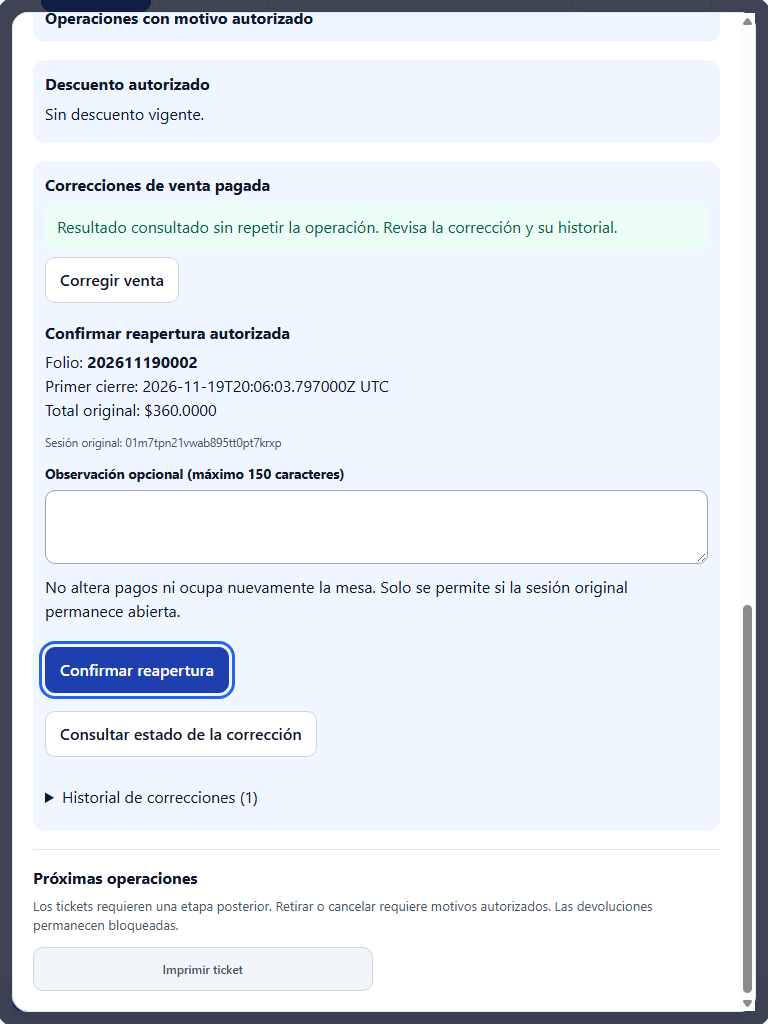 Operaciones con motivo autorizado
Descuento autorizado
Sin descuento vigente.
Correcciones de venta pagada
Resultado consultado sin repetir la operación. Revisa la corrección y su historial.
Corregir venta
Confirmar reapertura autorizada
Folio: 202611190002
Primer cierre: 2026-11-19T20:06:03.797000Z UTC
Total original: $360.0000
Sesión original: 01m7tpn21vwab895tt0pt7krxp
Observación opcional (máximo 150 caracteres)
No altera pagos ni ocupa nuevamente la mesa. Solo se permite si la sesión original
permanece abierta.
Confirmar reapertura
Consultar estado de la corrección
Historial de correcciones (1)
Próximas operaciones
Los tickets requieren una etapa posterior. Retirar o cancelar requiere motivos autorizados. Las devoluciones
permanecen bloqueadas.
Imprimir ticket